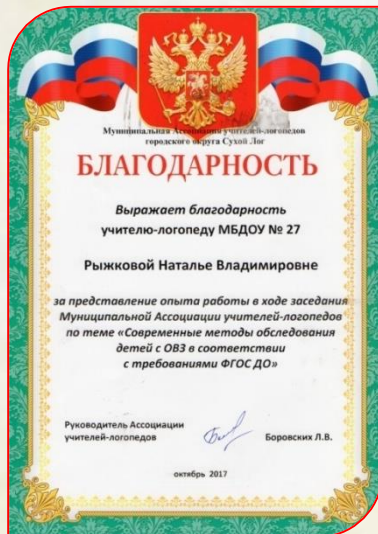 Муниципальная Ассоциация учителей-логопедов
городского округа Сухой Лог
БЛАГОДАРНОСТЬ
Выражает благодарность
учителю-логопеду МБДОУ № 27
Рыжковой Наталье Владимировне
за представление опыта работы в ходе заседания
Муниципальной Ассоциации учителей-логопедов
по теме «Современные методы обследования
детей с ОВЗ в соответствии
с требованиями ФГОС ДО»
Руководитель Ассоциации
учителей-логопедов Боровских Л.В.
октябрь 2017